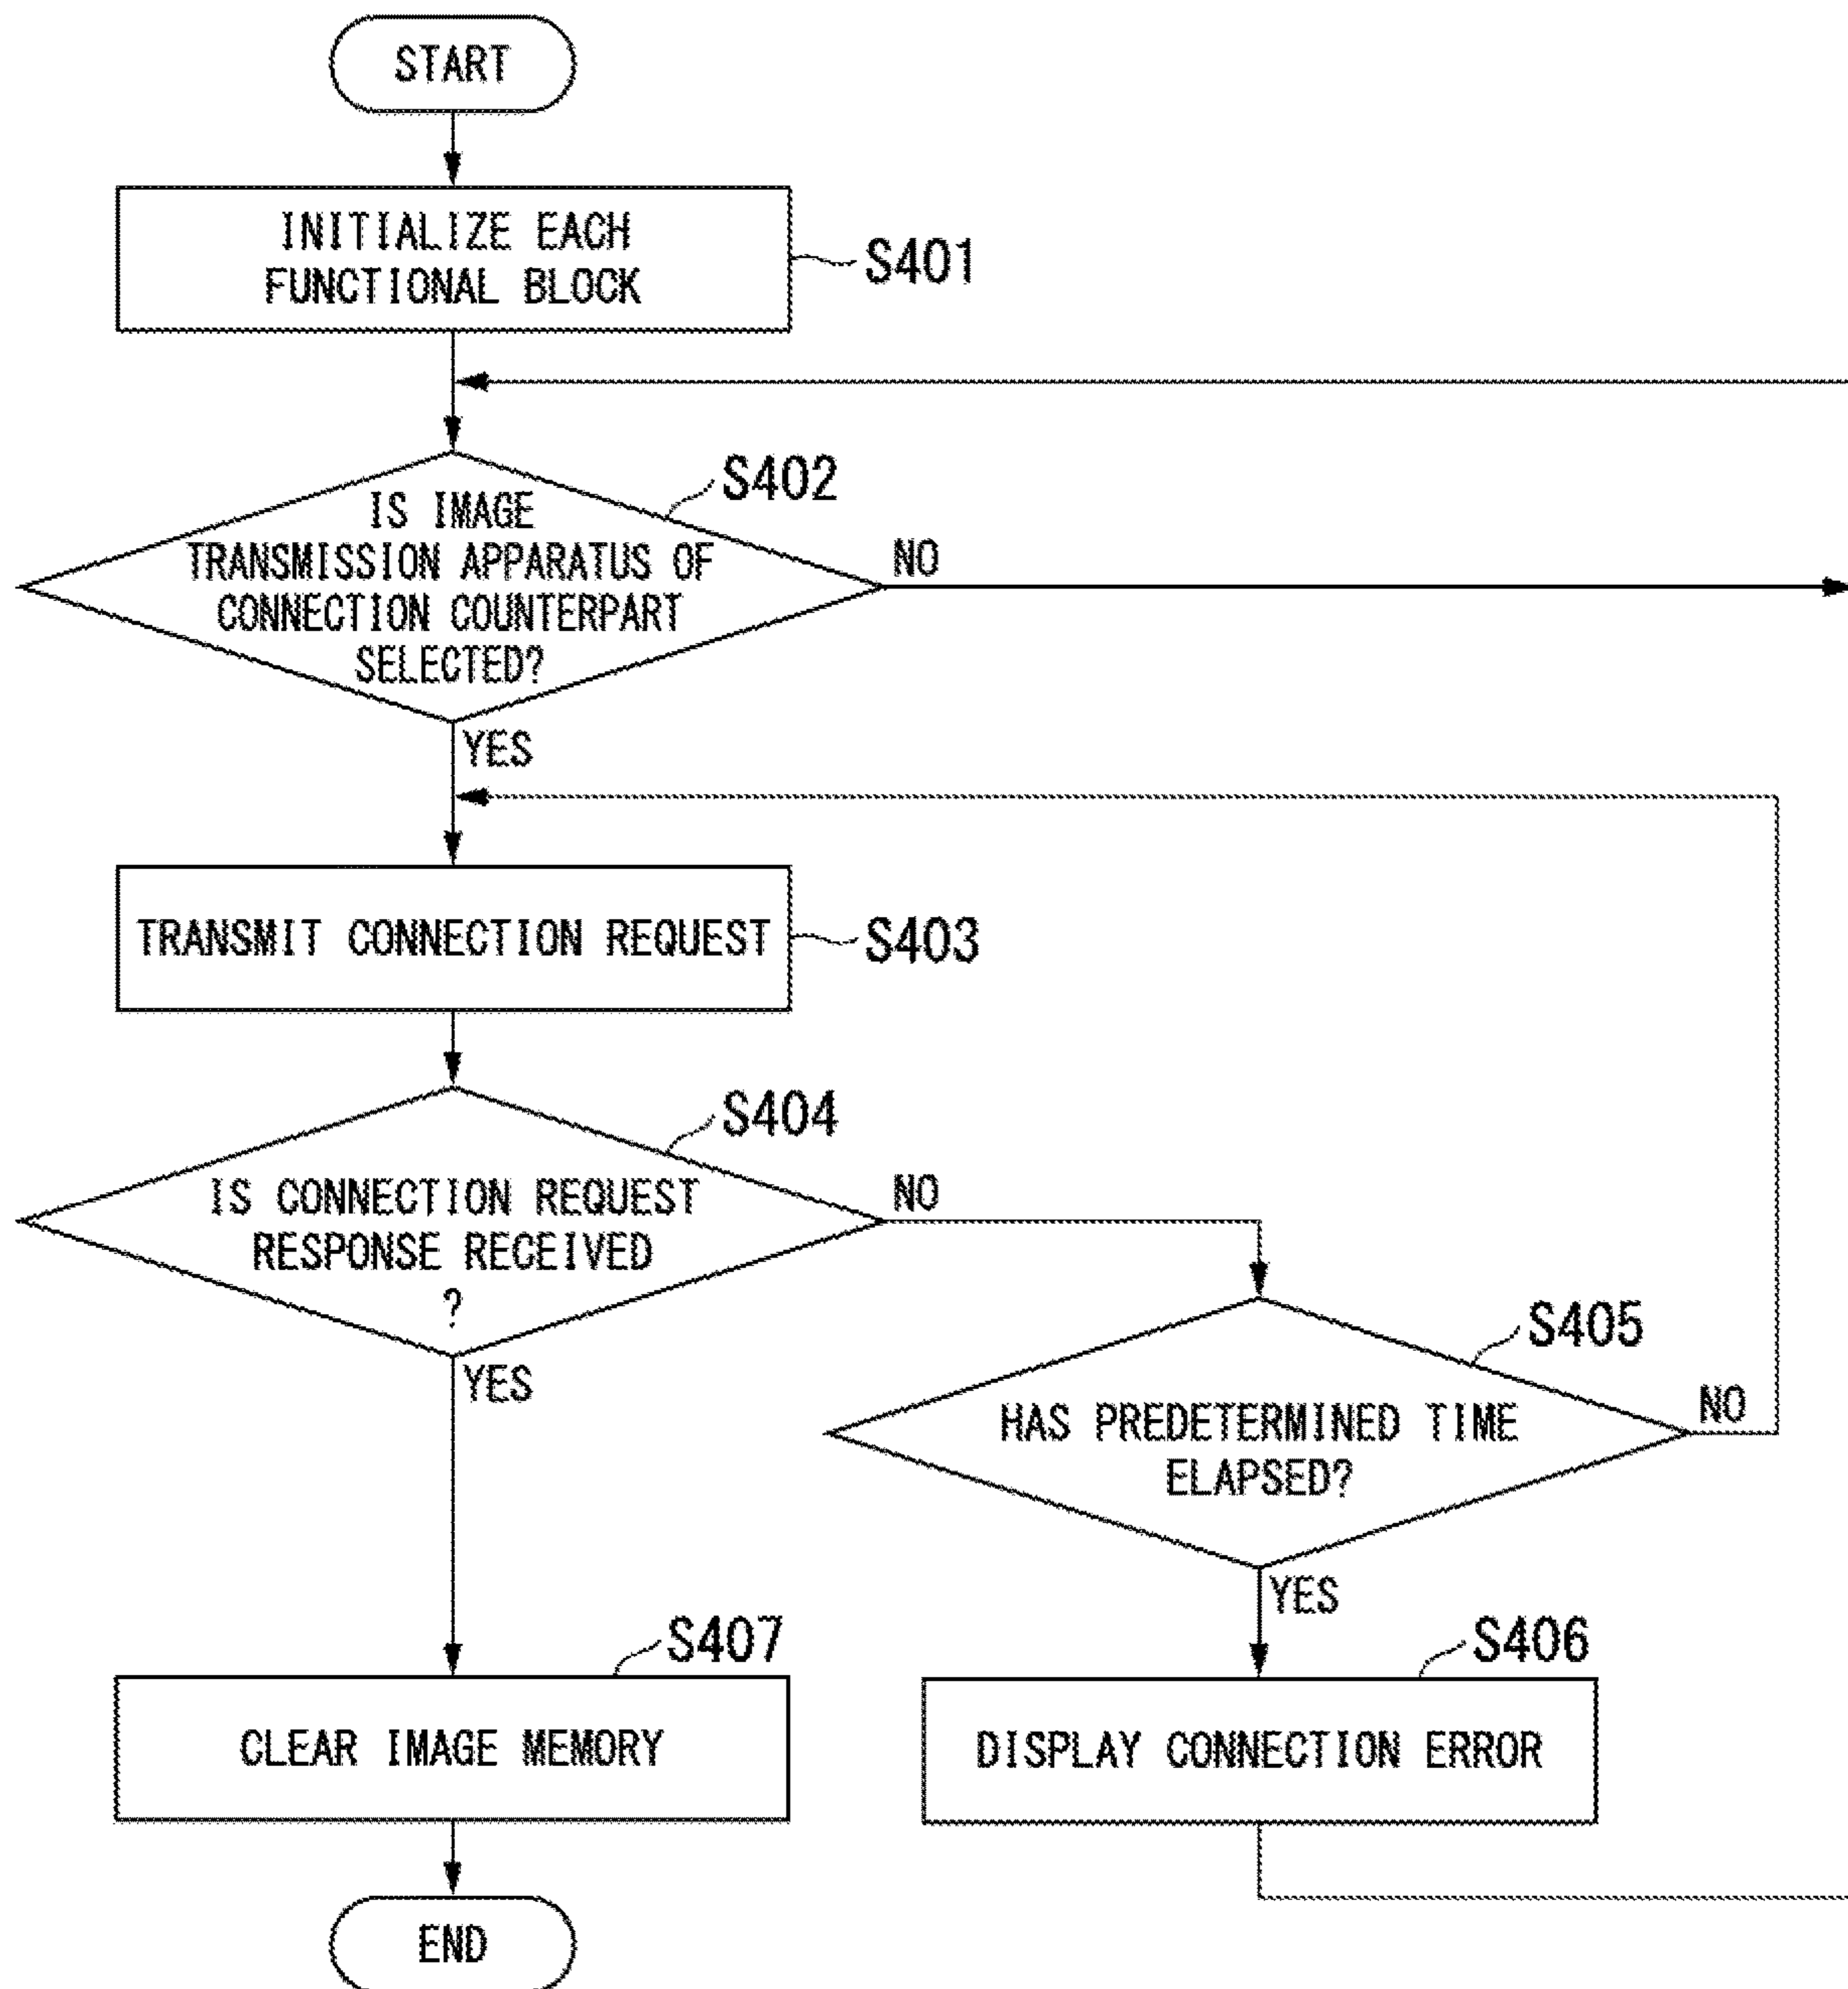 START
INITIALIZE EACH
FUNCTIONAL BLOCK
S401
S402
IS IMAGE
TRANSMISSION APPARATUS OF
CONNECTION COUNTERPART
SELECTED?
NO
YES
TRANSMIT CONNECTION REQUEST
S403
S404
IS CONNECTION REQUEST
RESPONSE RECEIVED
?
NO
YES
S405
HAS PREDETERMINED TIME
ELAPSED?
NO
YES
S407
CLEAR IMAGE MEMORY
S406
DISPLAY CONNECTION ERROR
END